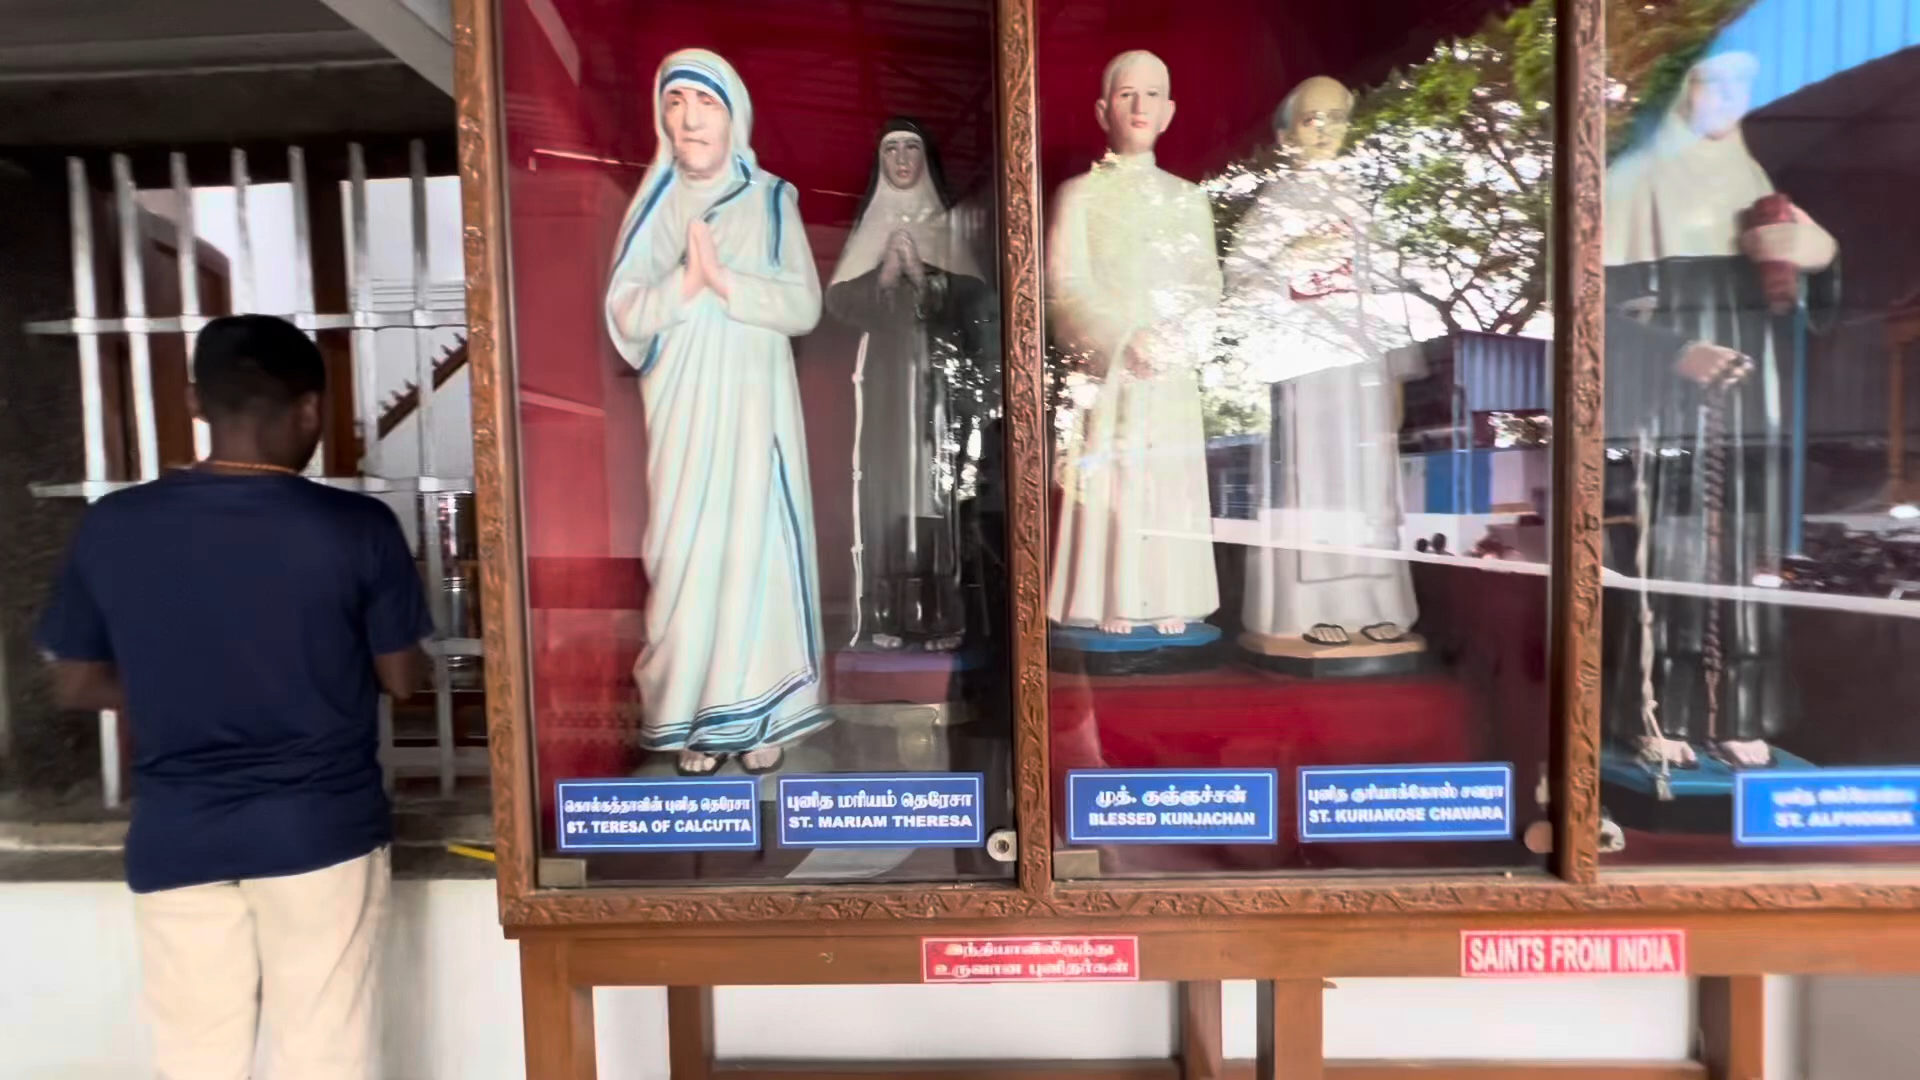 கொல்கத்தாவின் புனித தெரேசா
ST. TERESA OF CALCUTTA
புனித மரியம் தெரேசா
ST. MARIAM THERESA
முத். குஞ்ஞச்சன்
BLESSED KUNJACHAN
புனித குரியாக்கோஸ் சவரா
ST. KURIAKOSE CHAVARA
புனித
ST. ALPHONSA
இந்தியாவிலிருந்து
உருவான புனிதர்கள்
SAINTS FROM INDIA